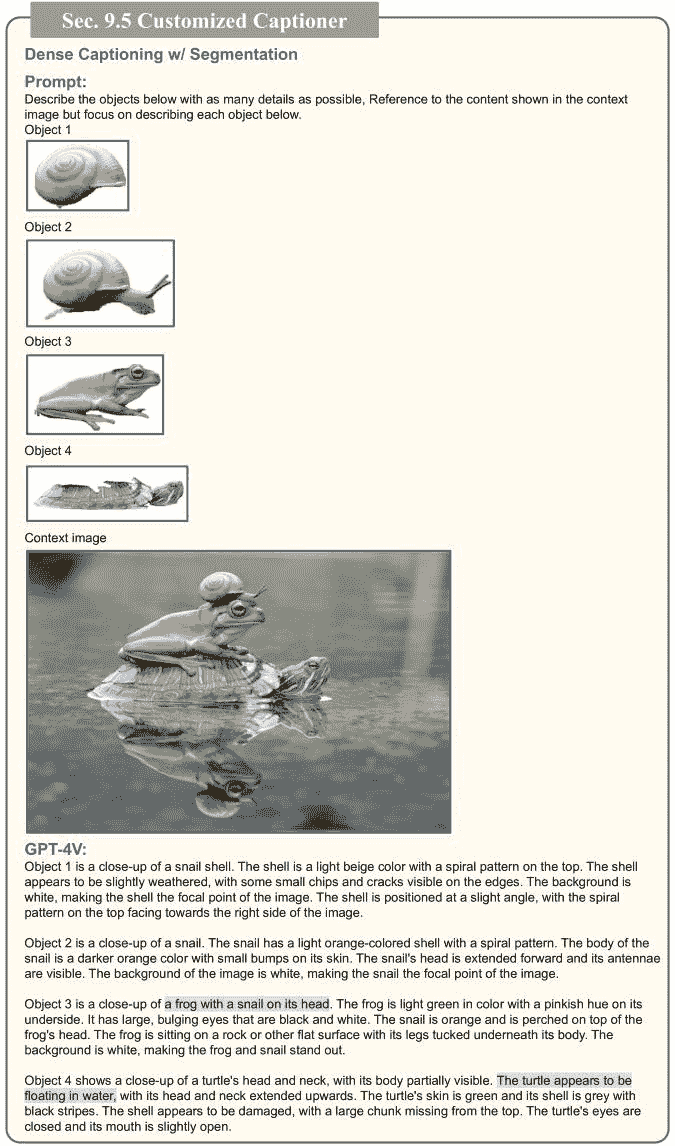 Sec. 9.5 Customized Captioner
Dense Captioning w/ Segmentation
Prompt:
Describe the objects below with as many details as possible, Reference to the content shown in the context
image but focus on describing each object below.
Object 1
Object 2
Object 3
Object 4
Context image
GPT-4V:
Object 1 is a close-up of a snail shell. The shell is a light beige color with a spiral pattern on the top. The shell
appears to be slightly weathered, with some small chips and cracks visible on the edges. The background is
white, making the shell the focal point of the image. The shell is positioned at a slight angle, with the spiral
pattern on the top facing towards the right side of the image.
Object 2 is a close-up of a snail. The snail has a light orange-colored shell with a spiral pattern. The body of the
snail is a darker orange color with small bumps on its skin. The snail's head is extended forward and its antennae
are visible. The background of the image is white, making the snail the focal point of the image.
Object 3 is a close-up of a frog with a snail on its head. The frog is light green in color with a pinkish hue on its
underside. It has large, bulging eyes that are black and white. The snail is orange and is perched on top of the
frog's head. The frog is sitting on a rock or other flat surface with its legs tucked underneath its body. The
background is white, making the frog and snail stand out.
Object 4 shows a close-up of a turtle's head and neck, with its body partially visible. The turtle appears to be
floating in water, with its head and neck extended upwards. The turtle's skin is green and its shell is grey with
black stripes. The shell appears to be damaged, with a large chunk missing from the top. The turtle's eyes are
closed and its mouth is slightly open.